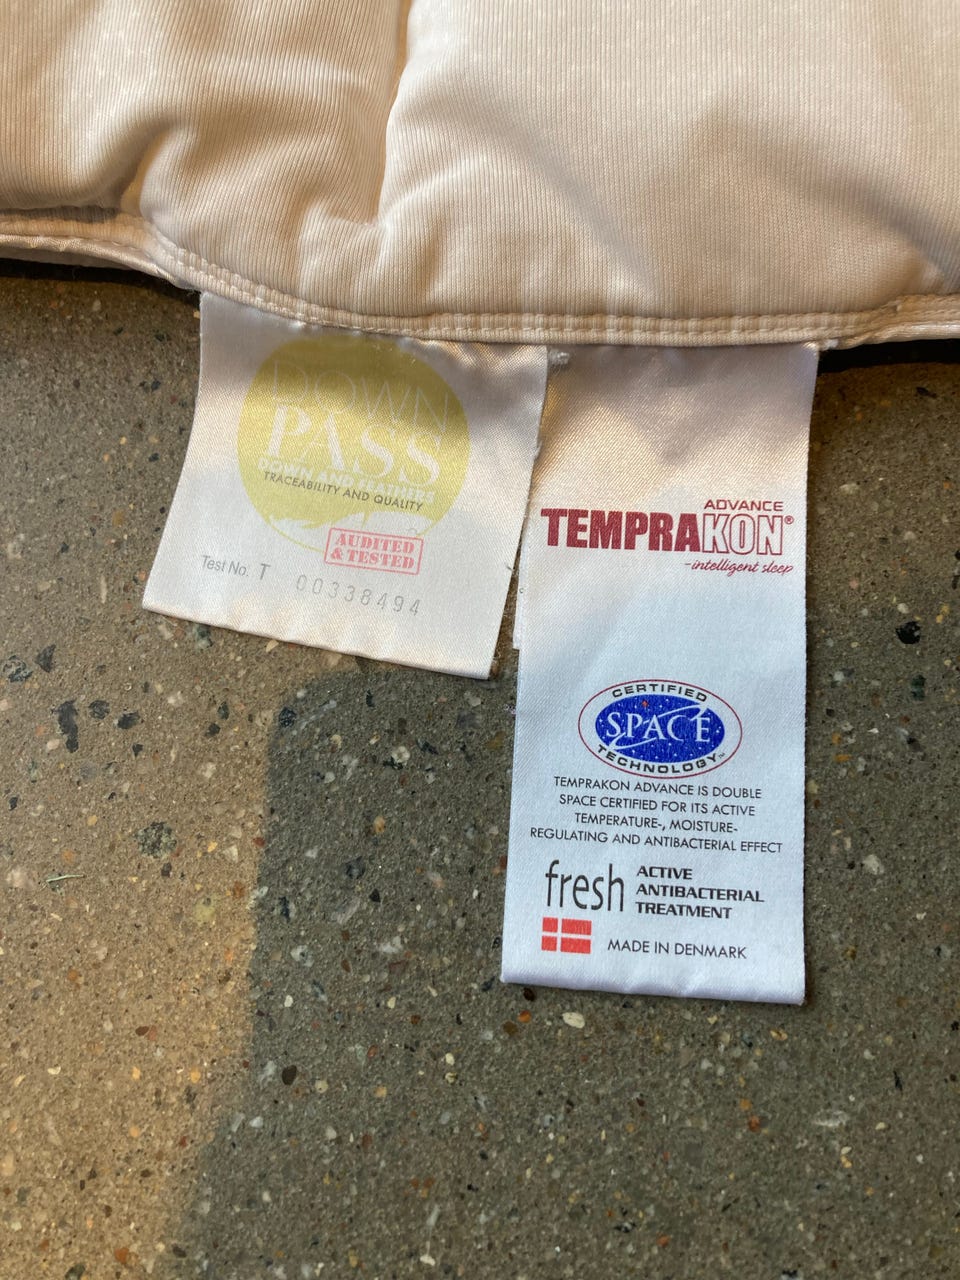 DOWN
PASS
DOWN AND FEATHERS
TRACEABILITY AND QUALITY
AUDITED
& TESTED
Test No. T 00338494
ADVANCE
TEMPRAKON®
-intelligent sleep
CERTIFIED
SPACE
TECHNOLOGY™
TEMPRAKON ADVANCE IS DOUBLE
SPACE CERTIFIED FOR ITS ACTIVE
TEMPERATURE-, MOISTURE-
REGULATING AND ANTIBACTERIAL EFFECT
fresh
ACTIVE
ANTIBACTERIAL
TREATMENT
MADE IN DENMARK